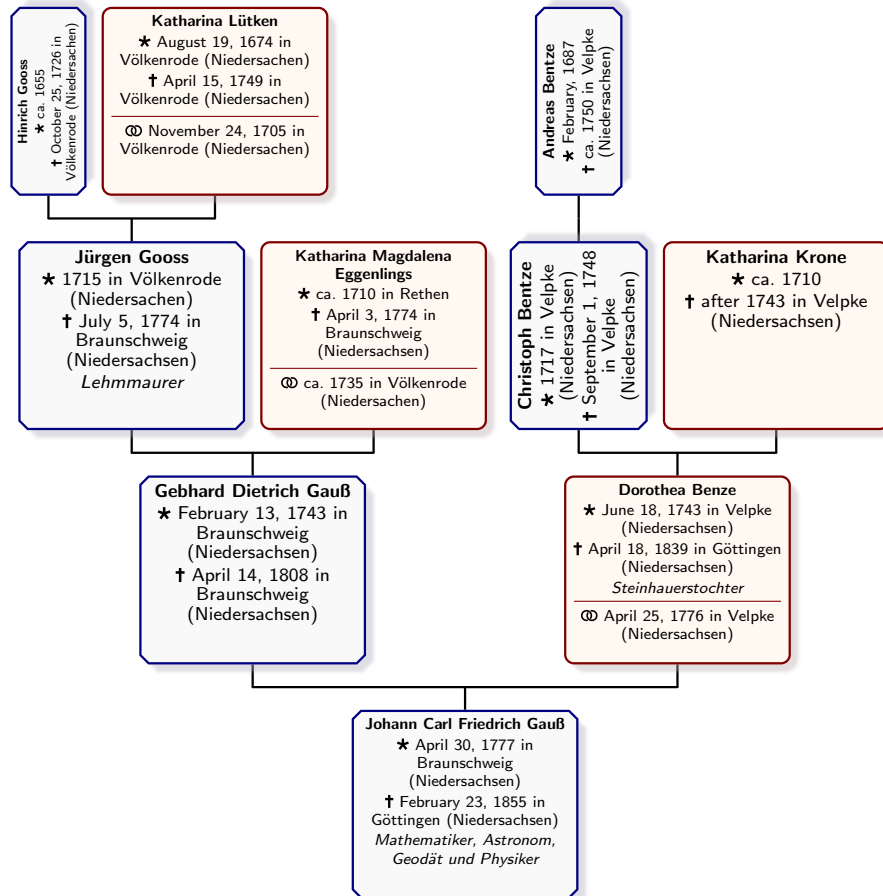 Hinrich Gooss
★ ca. 1655
† October 25, 1726 in
Völkenrode (Niedersachen)
Katharina Lütken
★ August 19, 1674 in
Völkenrode (Niedersachen)
† April 15, 1749 in
Völkenrode (Niedersachen)
⚭ November 24, 1705 in
Völkenrode (Niedersachen)
Andreas Bentze
★ February, 1687
† ca. 1750 in Velpke
(Niedersachsen)
Jürgen Gooss
★ 1715 in Völkenrode
(Niedersachen)
† July 5, 1774 in
Braunschweig
(Niedersachsen)
Lehmmaurer
Katharina Magdalena
Eggenlings
★ ca. 1710 in Rethen
† April 3, 1774 in
Braunschweig
(Niedersachsen)
⚭ ca. 1735 in Völkenrode
(Niedersachen)
Christoph Bentze
★ 1717 in Velpke
(Niedersachsen)
† September 1, 1748
in Velpke
(Niedersachsen)
Katharina Krone
★ ca. 1710
† after 1743 in Velpke
(Niedersachsen)
Gebhard Dietrich Gauß
★ February 13, 1743 in
Braunschweig
(Niedersachsen)
† April 14, 1808 in
Braunschweig
(Niedersachsen)
Dorothea Benze
★ June 18, 1743 in Velpke
(Niedersachsen)
† April 18, 1839 in Göttingen
(Niedersachsen)
Steinhauerstochter
⚭ April 25, 1776 in Velpke
(Niedersachsen)
Johann Carl Friedrich Gauß
★ April 30, 1777 in
Braunschweig
(Niedersachsen)
† February 23, 1855 in
Göttingen (Niedersachsen)
Mathematiker, Astronom,
Geodät und Physiker